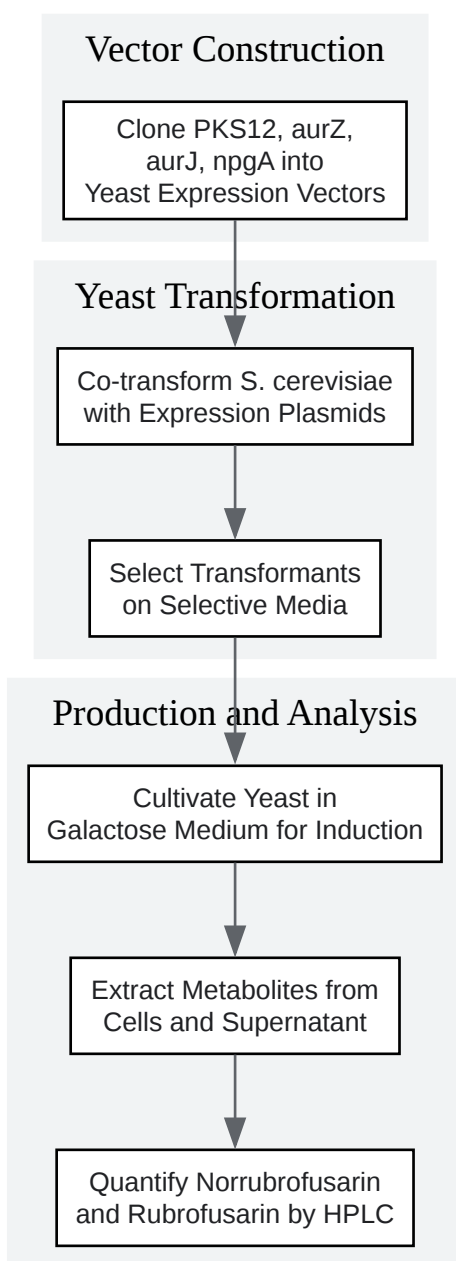 Vector Construction
Clone PKS12, aurZ,
aurJ, npgA into
Yeast Expression Vectors
Yeast Transformation
Co-transform S. cerevisiae
with Expression Plasmids
Select Transformants
on Selective Media
Production and Analysis
Cultivate Yeast in
Galactose Medium for Induction
Extract Metabolites from
Cells and Supernatant
Quantify Norrubrofusarin
and Rubrofusarin by HPLC